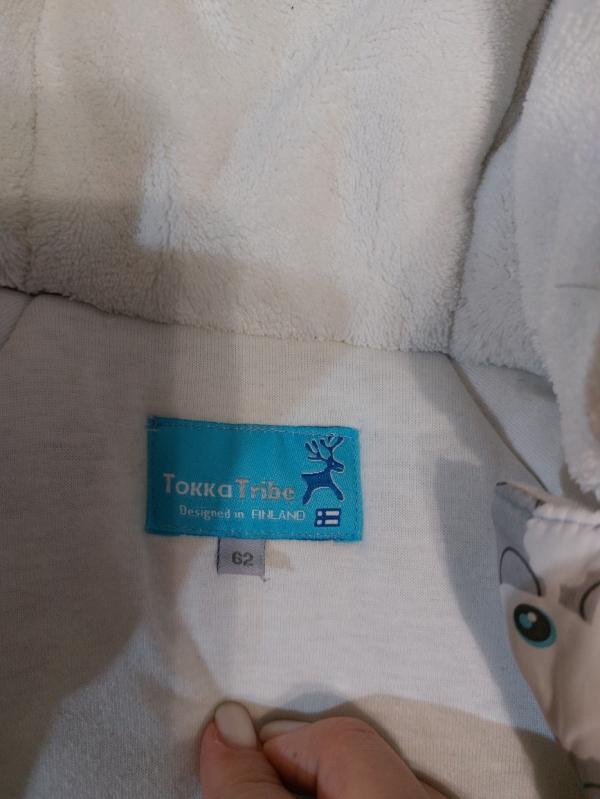 TOKKaTribe
Designed in FINLAND
62